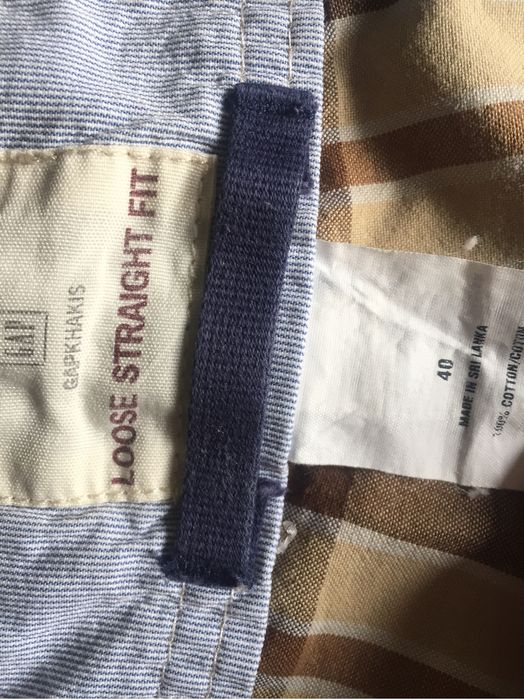 GAP
GAPKHAKIS
LOOSE STRAIGHT FIT
40
MADE IN SRI LANKA
100% COTTON/COTON